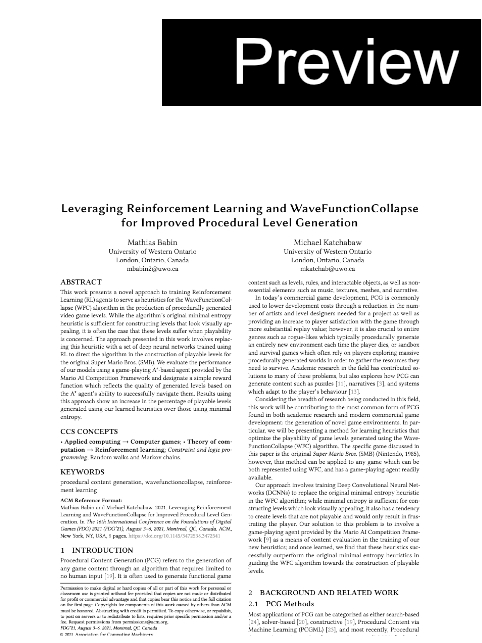 Preview
Leveraging Reinforcement Learning and WaveFunctionCollapse
for Improved Procedural Level Generation
Mathias Babin
University of Western Ontario
London, Ontario, Canada
mbabin2@uwo.ca
Michael Katchabaw
University of Western Ontario
London, Ontario, Canada
mkatchab@uwo.ca
ABSTRACT
This work presents a novel approach to training Reinforcement
Learning (RL) agents to serve as heuristics for the WaveFunctionCol-
lapse (WFC) algorithm in the production of procedurally generated
video game levels. While the algorithm's original minimal entropy
heuristic is sufficient for constructing levels that look visually ap-
pealing, it is often the case that these levels suffer when playability
is concerned. The approach presented in this work involves replac-
ing this heuristic with a set of deep neural networks trained using
RL to direct the algorithm in the construction of playable levels for
the original Super Mario Bros. (SMB). We evaluate the performance
of our models using a game-playing A* based agent provided by the
Mario AI Competition Framework and designate a simple reward
function which reflects the quality of generated levels based on
the A* agent's ability to successfully navigate them. Results using
this approach show an increase in the percentage of playable levels
generated using our learned heuristics over those using minimal
entropy.
CCS CONCEPTS
• Applied computing → Computer games; • Theory of com-
putation → Reinforcement learning; Constraint and logic pro-
gramming; Random walks and Markov chains.
KEYWORDS
procedural content generation, wavefunctioncollapse, reinforce-
ment learning
ACM Reference Format:
Mathias Babin and Michael Katchabaw. 2021. Leveraging Reinforcement
Learning and WaveFunctionCollapse for Improved Procedural Level Gen-
eration. In The 16th International Conference on the Foundations of Digital
Games (FDG) 2021 (FDG'21), August 3–6, 2021, Montreal, QC, Canada. ACM,
New York, NY, USA, 8 pages.
1 INTRODUCTION
Procedural Content Generation (PCG) refers to the generation of
any game content through an algorithm that requires limited to
no human input [19]. It is often used to generate functional game
Permission to make digital or hard copies of all or part of this work for personal or
classroom use is granted without fee provided that copies are not made or distributed
for profit or commercial advantage and that copies bear this notice and the full citation
on the first page. Copyrights for components of this work owned by others than ACM
must be honored. Abstracting with credit is permitted. To copy otherwise, or republish,
to post on servers or to redistribute to lists, requires prior specific permission and/or a
fee. Request permissions from permissions@acm.org.
FDG'21, August 3–6, 2021, Montreal, QC, Canada
© 2021 Association for Computing Machinery.
content such as levels, rules, and interactable objects, as well as non-
essential elements such as music, textures, meshes, and narrative.
In today's commercial game development, PCG is commonly
used to lower development costs through a reduction in the num-
ber of artists and level designers needed for a project as well as
providing an increase to player satisfaction with the game through
more substantial replay value; however, it is also crucial to entire
genres such as rogue-likes which typically procedurally generate
an entirely new environment each time the player dies, or sandbox
and survival games which often rely on players exploring massive
procedurally generated worlds in order to gather the resources they
need to survive. Academic research in the field has contributed so-
lutions to many of these problems, but also explores how PCG can
generate content such as puzzles [11], narratives [3], and systems
which adapt to the player's behaviour [13].
Considering the breadth of research being conducted in this field,
this work will be contributing to the most common form of PCG
found in both academic research and modern commercial game
development, the generation of novel game environments. In par-
ticular, we will be presenting a method for learning heuristics that
optimize the playability of game levels generated using the Wave-
FunctionCollapse (WFC) algorithm. The specific game discussed in
this paper is the original Super Mario Bros. (SMB) (Nintendo, 1985),
however, this method can be applied to any game which can be
both represented using WFC, and has a game-playing agent readily
available.
Our approach involves training Deep Convolutional Neural Net-
works (DCNNs) to replace the original minimal entropy heuristic
in the WFC algorithm; while minimal entropy is sufficient, for con-
structing levels which look visually appealing, it also has a tendency
to create levels that are not playable and would only result in frus-
trating the player. Our solution to this problem is to involve a
game-playing agent provided by the Mario AI Competition Frame-
work [9] as a means of content evaluation in the training of our
new heuristics; and once learned, we find that these heuristics suc-
cessfully outperform the original minimal entropy heuristics in
guiding the WFC algorithm towards the construction of playable
levels.
2 BACKGROUND AND RELATED WORK
2.1 PCG Methods
Most applications of PCG can be categorised as either search-based
[24], solver-based [20], constructive [19], Procedural Content via
Machine Learning (PCGML) [23], and most recently, Procedural